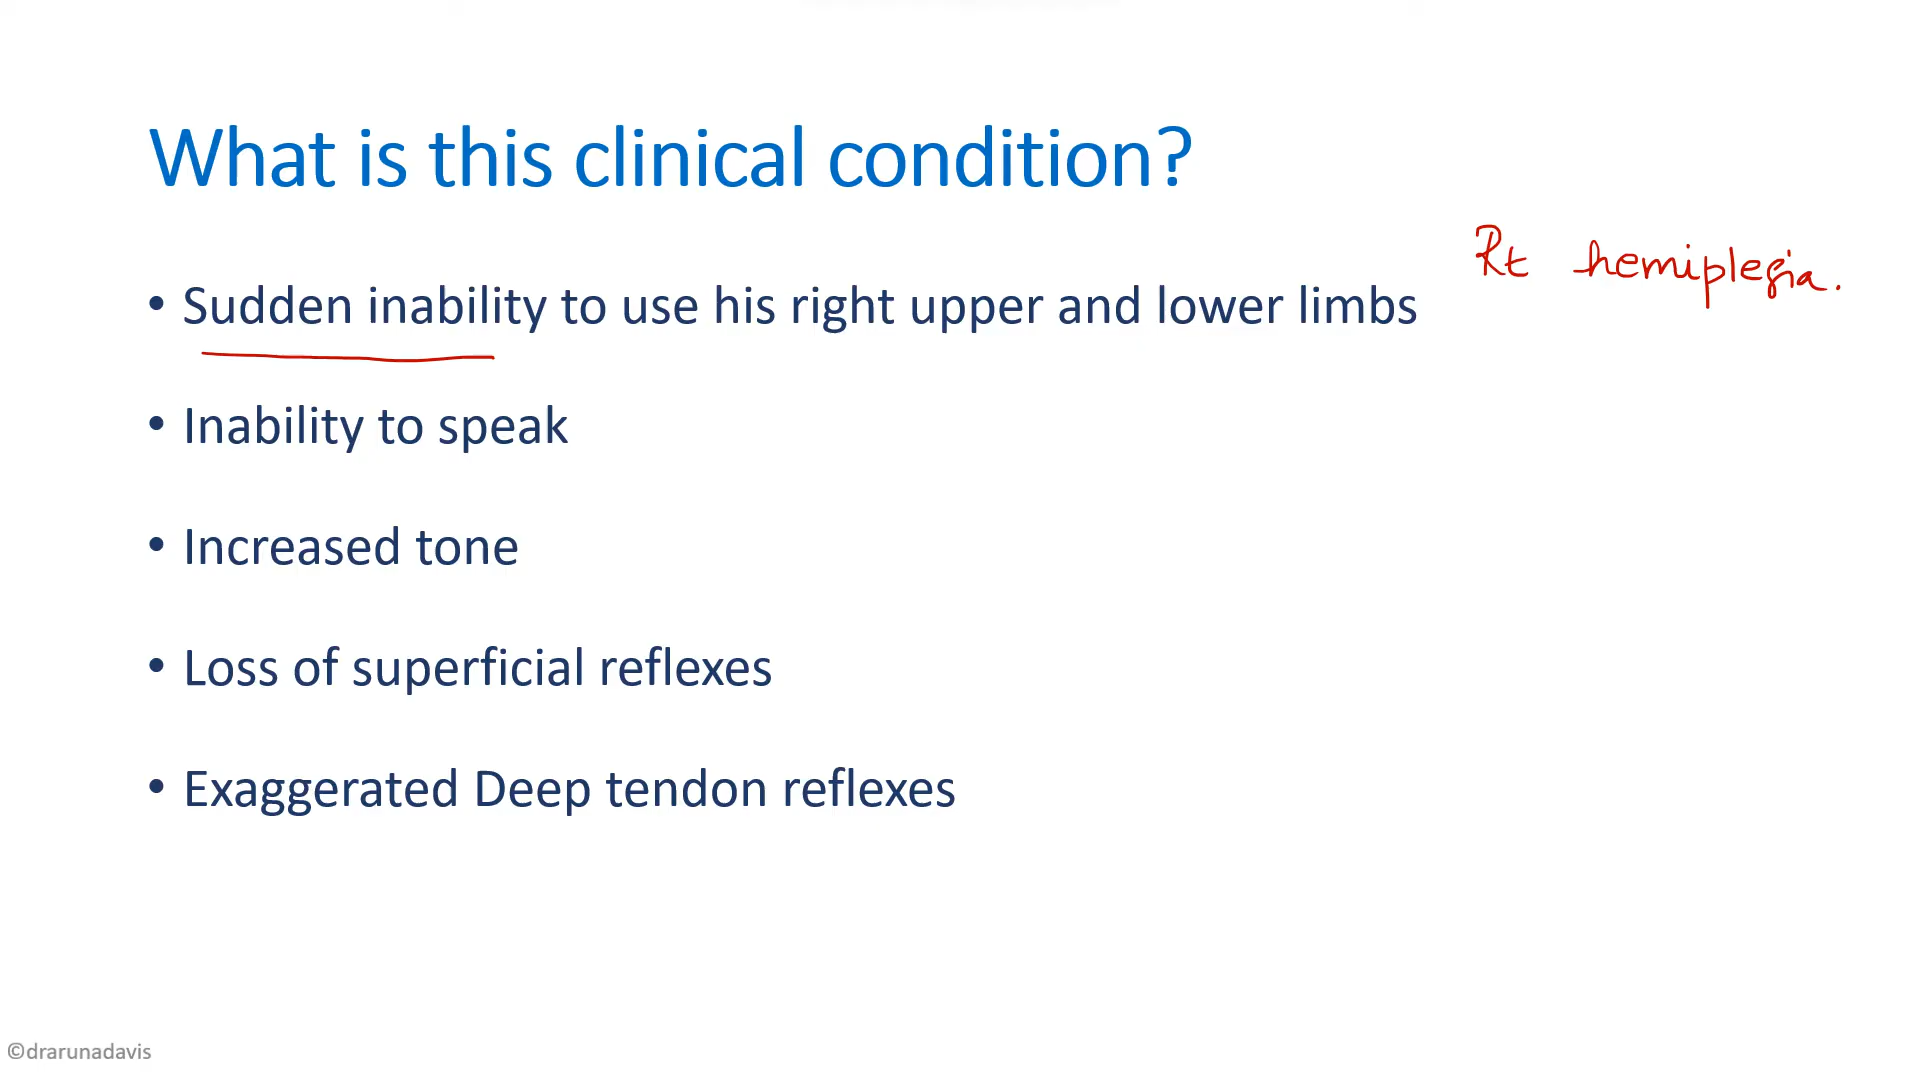 What is this clinical condition?
Rt hemiplegia.
• Sudden inability to use his right upper and lower limbs
• Inability to speak
• Increased tone
• Loss of superficial reflexes
• Exaggerated Deep tendon reflexes
©drarunadavis